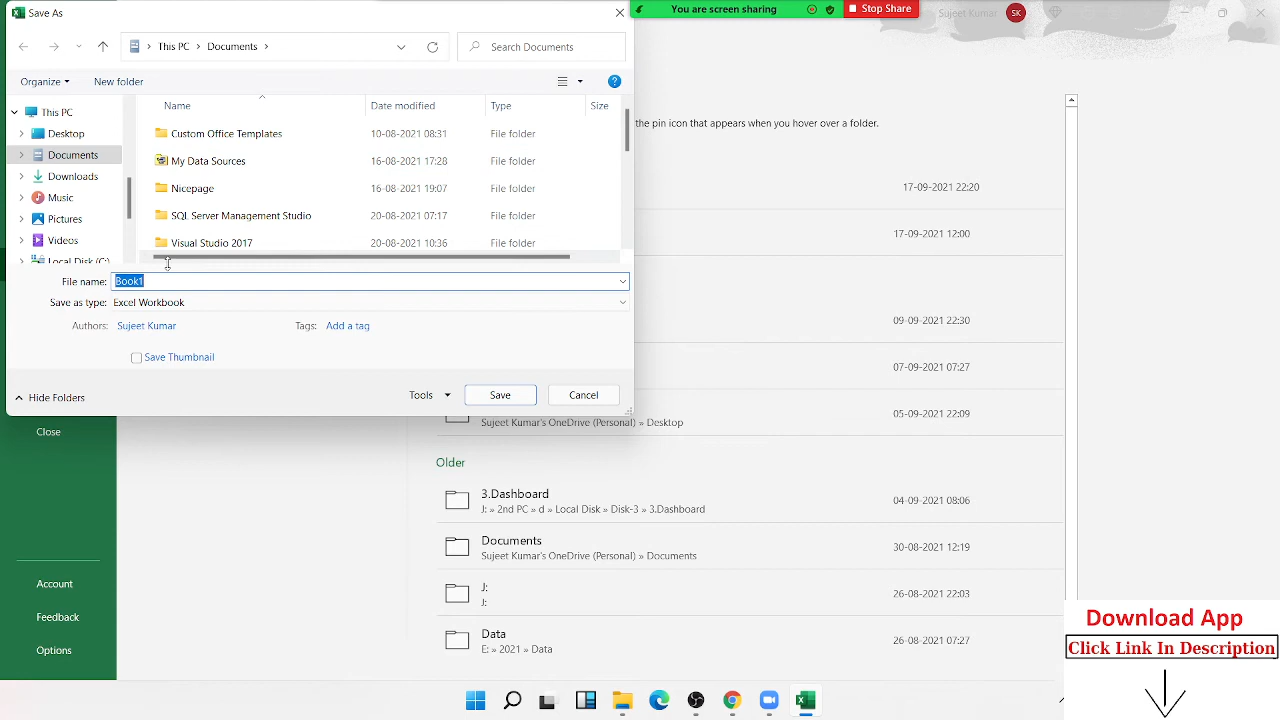 Save As
You are screen sharing
Stop Share
Sujeet Kumar
SK
This PC
Documents
Search Documents
Organize
New folder
Name
Date modified
Type
Size
This PC
Desktop
Documents
Downloads
Music
Pictures
Videos
Local Disk (C:)
Custom Office Templates 10-08-2021 08:31 File folder
My Data Sources 16-08-2021 17:28 File folder
Nicepage 16-08-2021 19:07 File folder
SQL Server Management Studio 20-08-2021 07:17 File folder
Visual Studio 2017 20-08-2021 10:36 File folder
File name: Book1
Save as type: Excel Workbook
Authors: Sujeet Kumar
Tags: Add a tag
Save Thumbnail
Hide Folders
Tools
Save
Cancel
the pin icon that appears when you hover over a folder.
17-09-2021 22:20
17-09-2021 12:00
09-09-2021 22:30
07-09-2021 07:27
05-09-2021 22:09
Sujeet Kumar's OneDrive (Personal) » Desktop
Older
3.Dashboard
J: » 2nd PC » d » Local Disk » Disk-3 » 3.Dashboard
04-09-2021 08:06
Documents
Sujeet Kumar's OneDrive (Personal) » Documents
30-08-2021 12:19
J:
J:
26-08-2021 22:03
Data
E: » 2021 » Data
26-08-2021 07:27
Close
Account
Feedback
Options
Download App
Click Link In Description